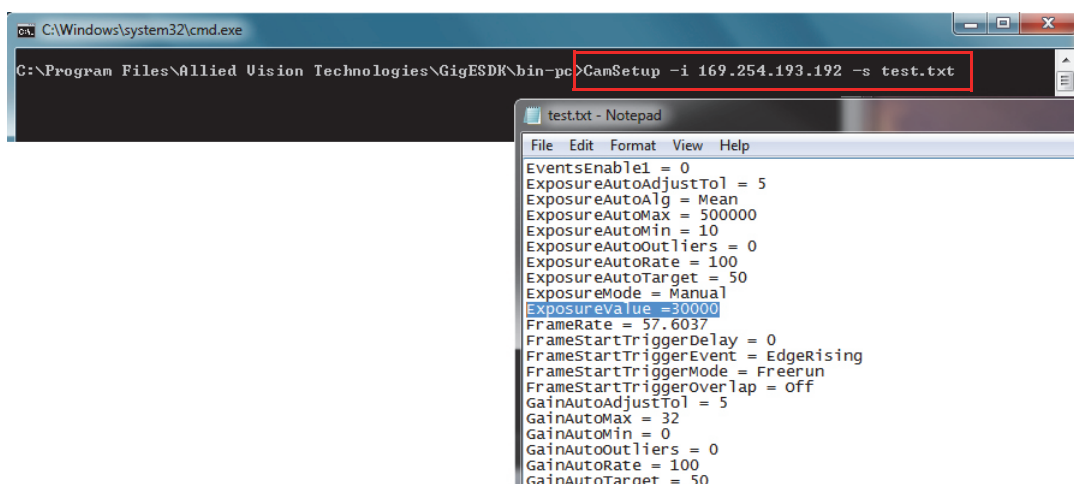 C:\Windows\system32\cmd.exe
C:\Program Files\Allied Vision Technologies\GigESDK\bin-pc>CamSetup -i 169.254.193.192 -s test.txt
test.txt - Notepad
File Edit Format View Help
EventsEnable1 = 0
ExposureAutoAdjustTol = 5
ExposureAutoAlg = Mean
ExposureAutoMax = 500000
ExposureAutoMin = 10
ExposureAutoOutliers = 0
ExposureAutoRate = 100
ExposureAutoTarget = 50
ExposureMode = Manual
ExposureValue =30000
FrameRate = 57.6037
FrameStartTriggerDelay = 0
FrameStartTriggerEvent = EdgeRising
FrameStartTriggerMode = Freerun
FrameStartTriggerOverlap = Off
GainAutoAdjustTol = 5
GainAutoMax = 32
GainAutoMin = 0
GainAutoOutliers = 0
GainAutoRate = 100
GainAutoTarget = 50